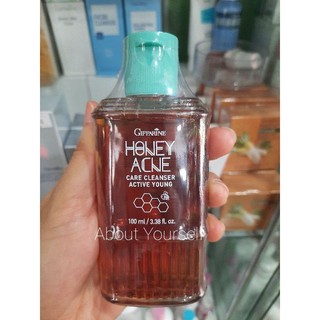 GIFFARINE
HONEY
ACNE
CARE CLEANSER
ACTIVE YOUNG
100 ml / 3.38 fl. oz.
About Yourself